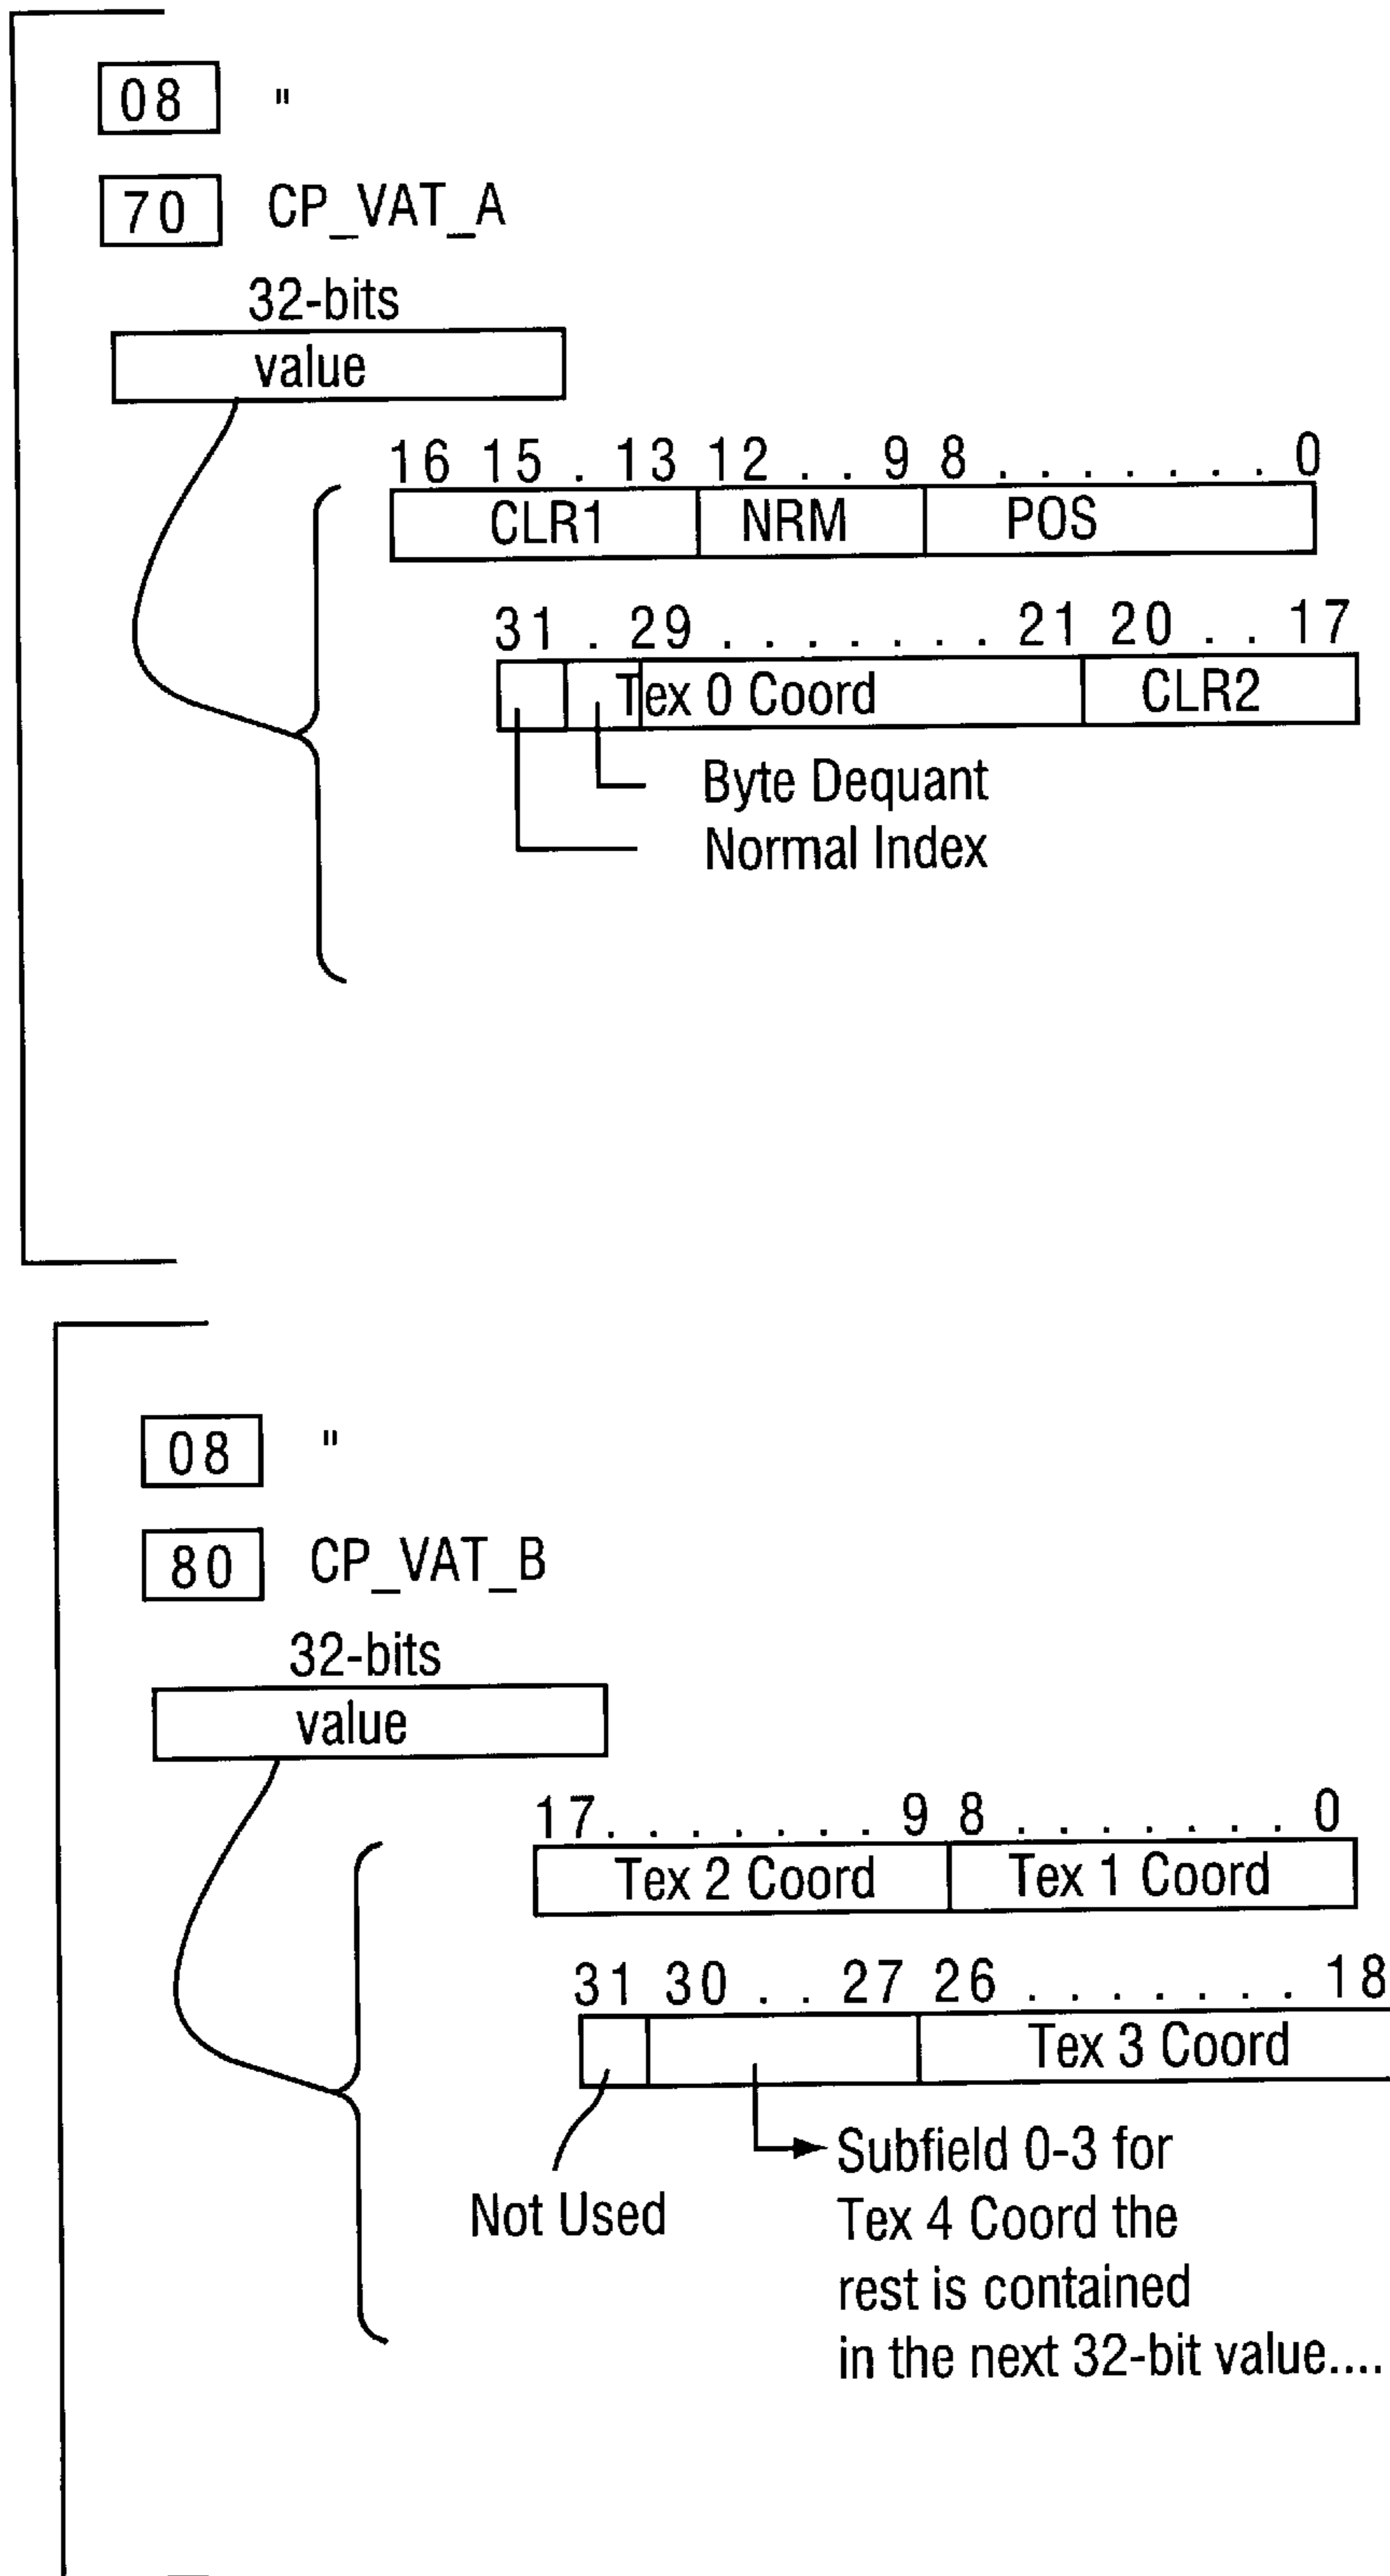 08 "
70 CP_VAT_A
32-bits
value
16 15 . 13 12 . . 9 8 . . . . . . . 0
CLR1 NRM POS
31 . 29 . . . . . . . 21 20 . . 17
Tex 0 Coord CLR2
Byte Dequant
Normal Index
08 "
80 CP_VAT_B
32-bits
value
17. . . . . . . 9 8 . . . . . . . 0
Tex 2 Coord Tex 1 Coord
31 30 . . 27 26 . . . . . . . 18
Tex 3 Coord
Subfield 0-3 for
Not Used
Tex 4 Coord the
rest is contained
in the next 32-bit value....